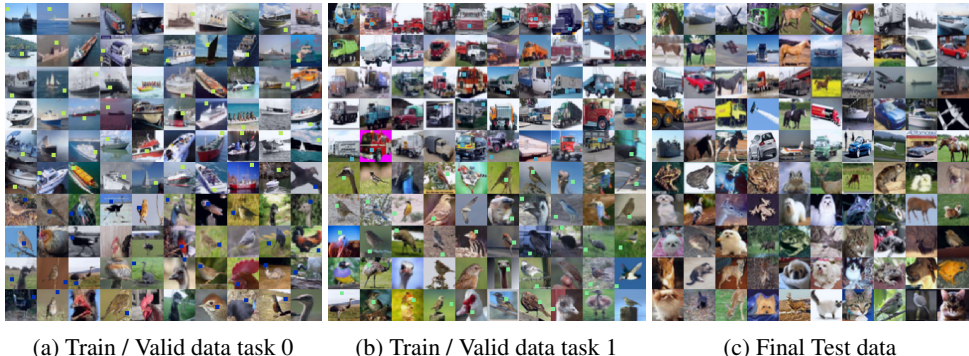 (a) Train / Valid data task 0
(b) Train / Valid data task 1
(c) Final Test data